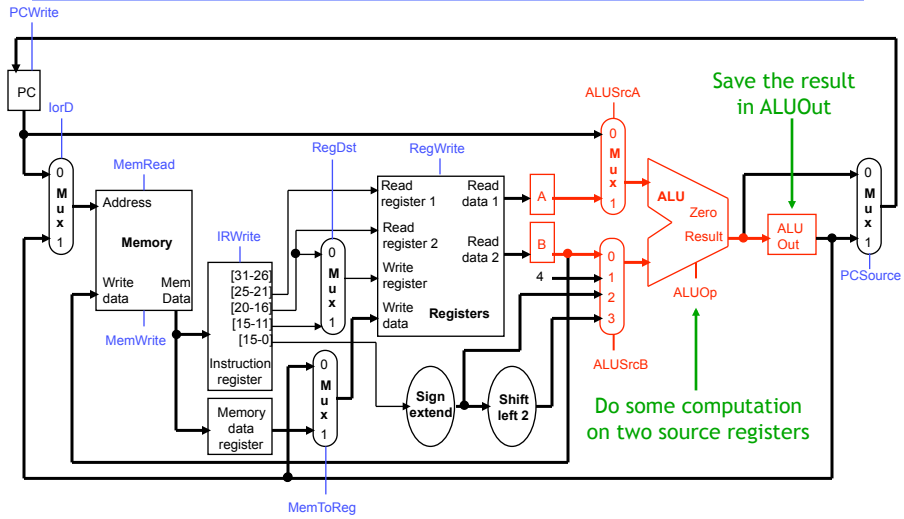 PCWrite
PC
IorD
0
M
u
x
1
MemRead
Address
Memory
Write
data
Mem
Data
MemWrite
IRWrite
[31-26]
[25-21]
[20-16]
[15-11]
[15-0]
Instruction
register
Memory
data
register
RegDst
0
M
u
x
1
0
M
u
x
1
MemToReg
RegWrite
Read
register 1
Read
data 1
Read
register 2
Read
data 2
Write
register
Write
data
Registers
Sign
extend
Shift
left 2
A
B
4
ALUSrcA
0
M
u
x
1
0
1
2
3
ALUSrcB
ALU
Zero
Result
ALUOp
Save the result
in ALUOut
ALU
Out
0
M
u
x
1
PCSource
Do some computation
on two source registers